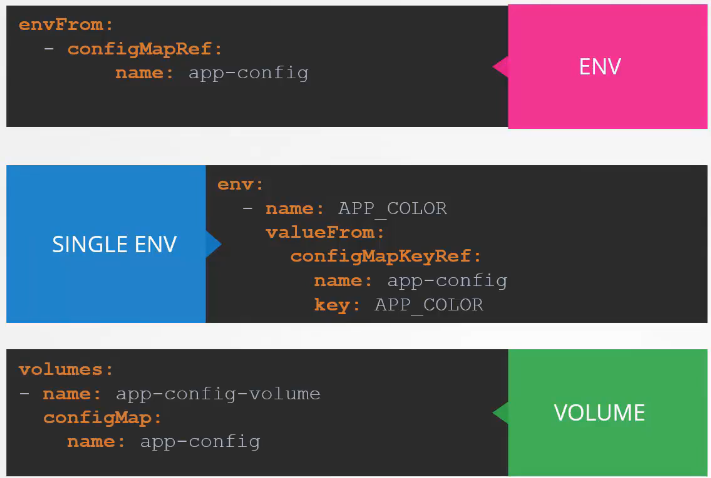 envFrom:
  - configMapRef:
        name: app-config
ENV
SINGLE ENV
env:
  - name: APP_COLOR
    valueFrom:
      configMapKeyRef:
        name: app-config
        key: APP_COLOR
volumes:
- name: app-config-volume
  configMap:
    name: app-config
VOLUME